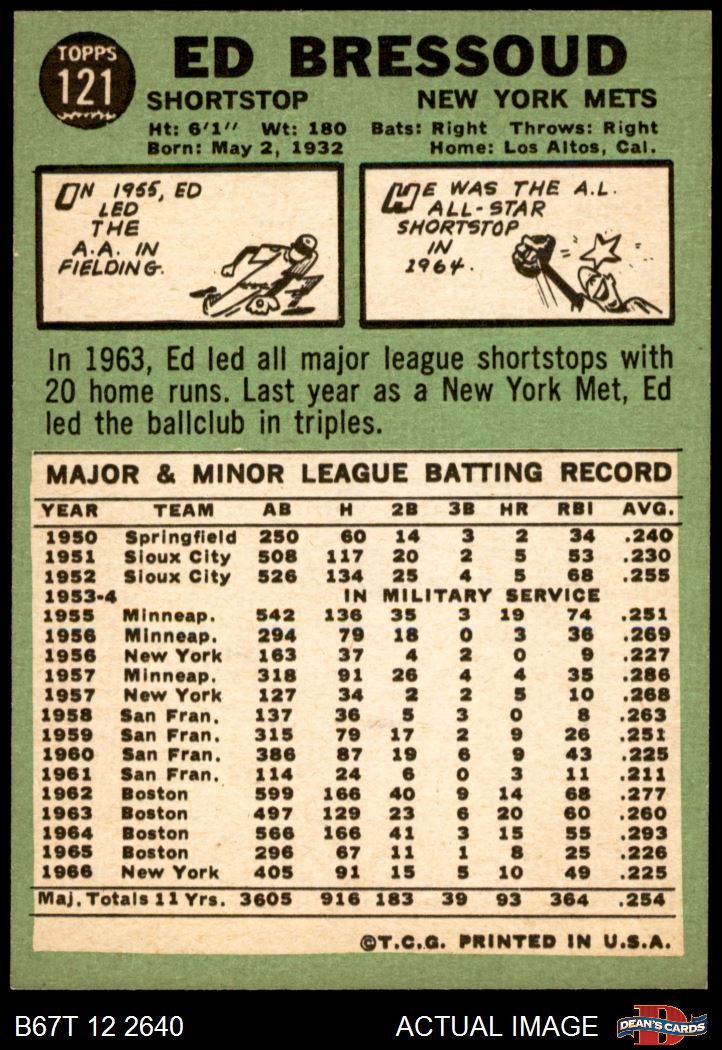 TOPPS
121
ED BRESSOUD
SHORTSTOP NEW YORK METS
Ht: 6'1" Wt: 180 Bats: Right Throws: Right
Born: May 2, 1932 Home: Los Altos, Cal.
ON 1955, ED
LED
THE
A.A. IN
FIELDING.
HE WAS THE A.L.
ALL-STAR
SHORTSTOP
IN
1964.
In 1963, Ed led all major league shortstops with
20 home runs. Last year as a New York Met, Ed
led the ballclub in triples.
MAJOR & MINOR LEAGUE BATTING RECORD
YEAR TEAM AB H 2B 3B HR RBI AVG.
1950 Springfield 250 60 14 3 2 34 .240
1951 Sioux City 508 117 20 2 5 53 .230
1952 Sioux City 526 134 25 4 5 68 .255
1953-4 IN MILITARY SERVICE
1955 Minneap. 542 136 35 3 19 74 .251
1956 Minneap. 294 79 18 0 3 36 .269
1956 New York 163 37 4 2 0 9 .227
1957 Minneap. 318 91 26 4 4 35 .286
1957 New York 127 34 2 2 5 10 .268
1958 San Fran. 137 36 5 3 0 8 .263
1959 San Fran. 315 79 17 2 9 26 .251
1960 San Fran. 386 87 19 6 9 43 .225
1961 San Fran. 114 24 6 0 3 11 .211
1962 Boston 599 166 40 9 14 68 .277
1963 Boston 497 129 23 6 20 60 .260
1964 Boston 566 166 41 3 15 55 .293
1965 Boston 296 67 11 1 8 25 .226
1966 New York 405 91 15 5 10 49 .225
Maj. Totals 11 Yrs. 3605 916 183 39 93 364 .254
©T.C.G. PRINTED IN U.S.A.
B67T 12 2640 ACTUAL IMAGE
D
DEAN'S CARDS